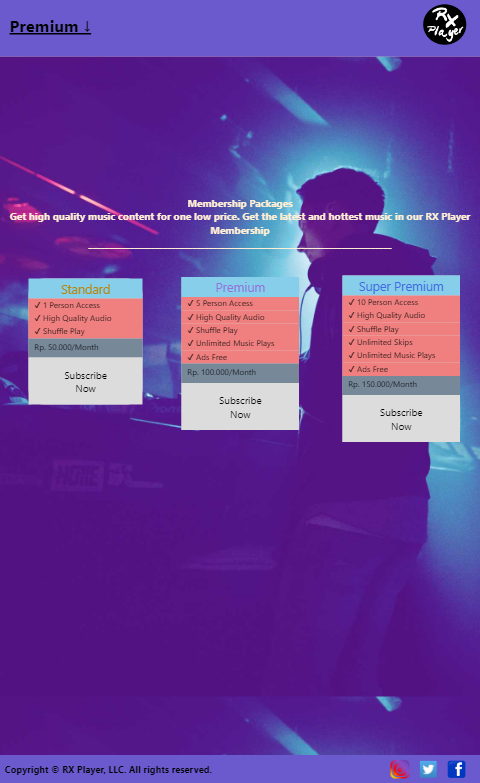 Premium ↓
RX
Player
Membership Packages
Get high quality music content for one low price. Get the latest and hottest music in our RX Player
Membership
Standard
✓ 1 Person Access
✓ High Quality Audio
✓ Shuffle Play
Rp. 50.000/Month
Subscribe
Now
Premium
✓ 5 Person Access
✓ High Quality Audio
✓ Shuffle Play
✓ Unlimited Music Plays
✓ Ads Free
Rp. 100.000/Month
Subscribe
Now
Super Premium
✓ 10 Person Access
✓ High Quality Audio
✓ Shuffle Play
✓ Unlimited Skips
✓ Unlimited Music Plays
✓ Ads Free
Rp. 150.000/Month
Subscribe
Now
Copyright © RX Player, LLC. All rights reserved.